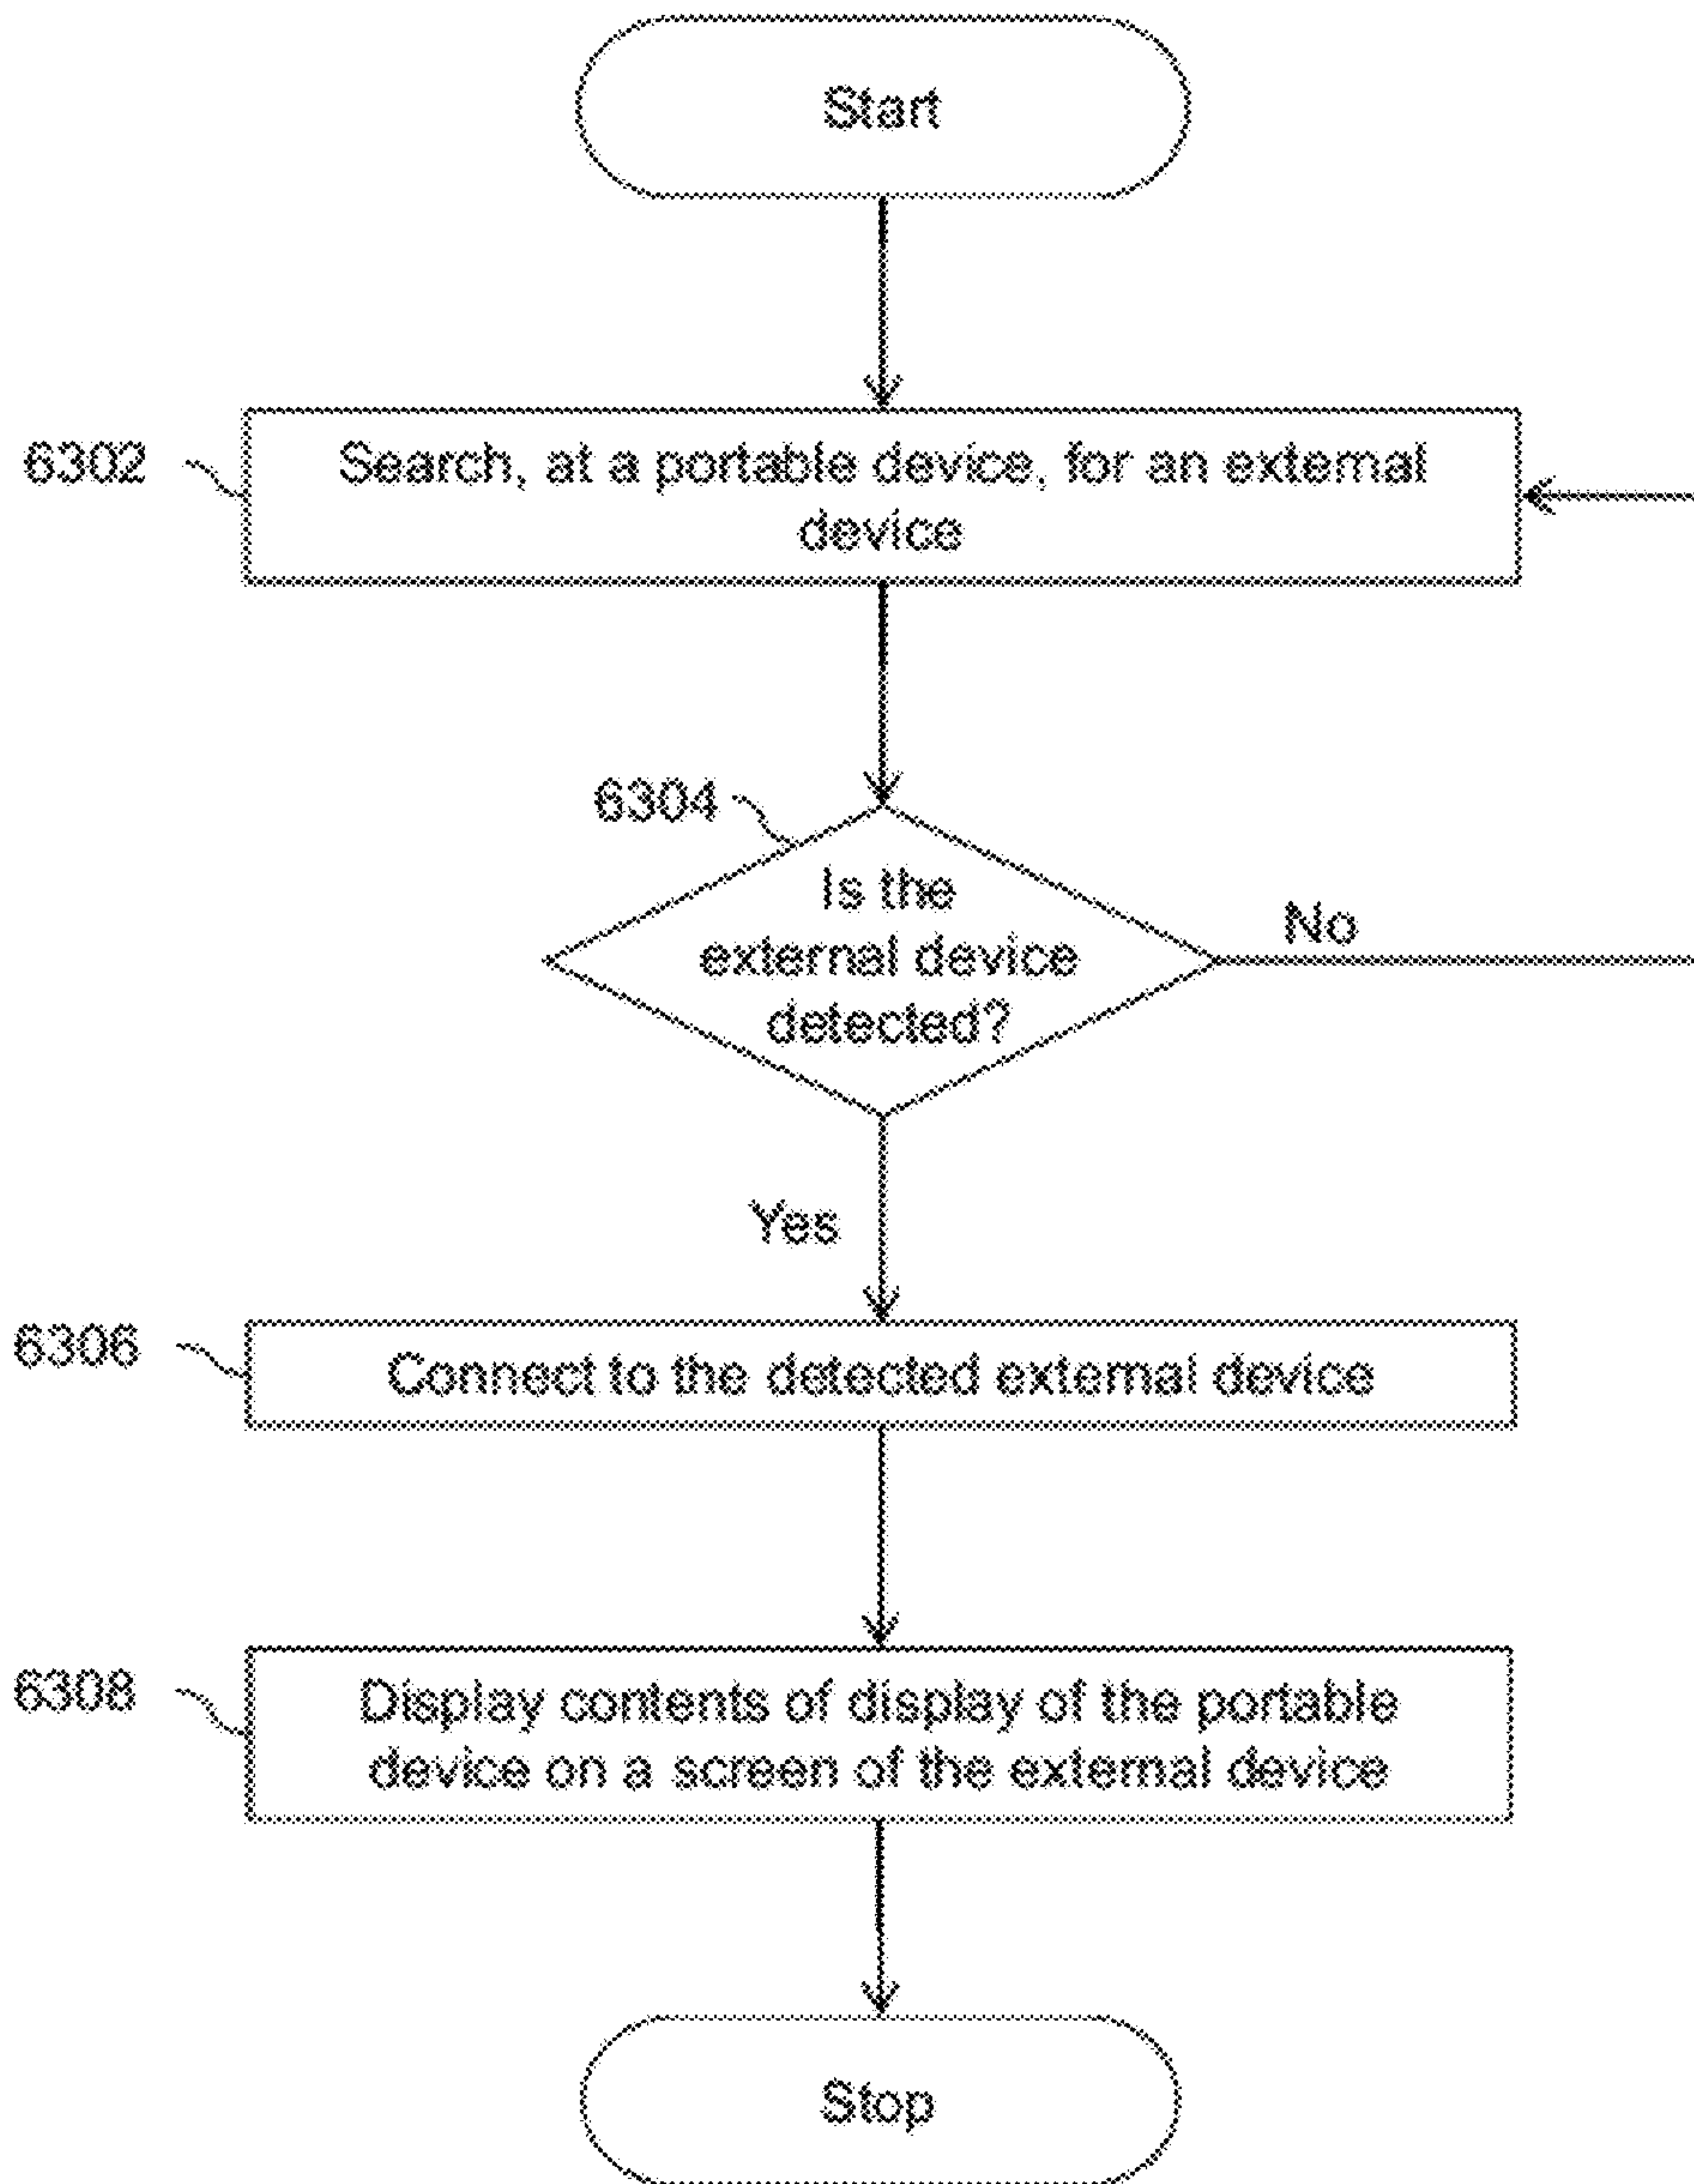 Start
6302
Search, at a portable device, for an external
device
6304
Is the
external device
detected?
No
Yes
6306
Connect to the detected external device
6308
Display contents of display of the portable
device on a screen of the external device
Stop